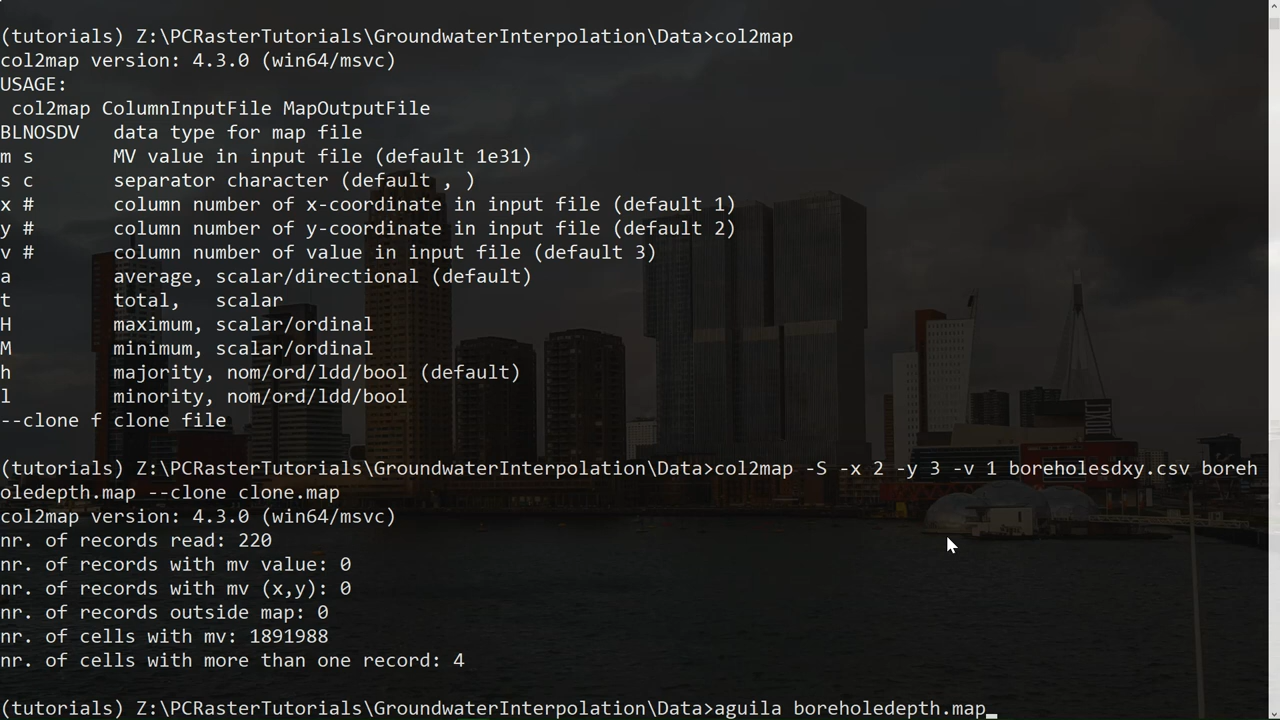 (tutorials) Z:\PCRasterTutorials\GroundwaterInterpolation\Data>col2map
col2map version: 4.3.0 (win64/msvc)
USAGE:
 col2map ColumnInputFile MapOutputFile
BLNOSDV   data type for map file
m s       MV value in input file (default 1e31)
s c       separator character (default , )
x #       column number of x-coordinate in input file (default 1)
y #       column number of y-coordinate in input file (default 2)
v #       column number of value in input file (default 3)
a         average, scalar/directional (default)
t         total,   scalar
H         maximum, scalar/ordinal
M         minimum, scalar/ordinal
h         majority, nom/ord/ldd/bool (default)
l         minority, nom/ord/ldd/bool
--clone f clone file
(tutorials) Z:\PCRasterTutorials\GroundwaterInterpolation\Data>col2map -S -x 2 -y 3 -v 1 boreholesdxy.csv boreh
oledepth.map --clone clone.map
col2map version: 4.3.0 (win64/msvc)
nr. of records read: 220
nr. of records with mv value: 0
nr. of records with mv (x,y): 0
nr. of records outside map: 0
nr. of cells with mv: 1891988
nr. of cells with more than one record: 4
(tutorials) Z:\PCRasterTutorials\GroundwaterInterpolation\Data>aguila boreholedepth.map